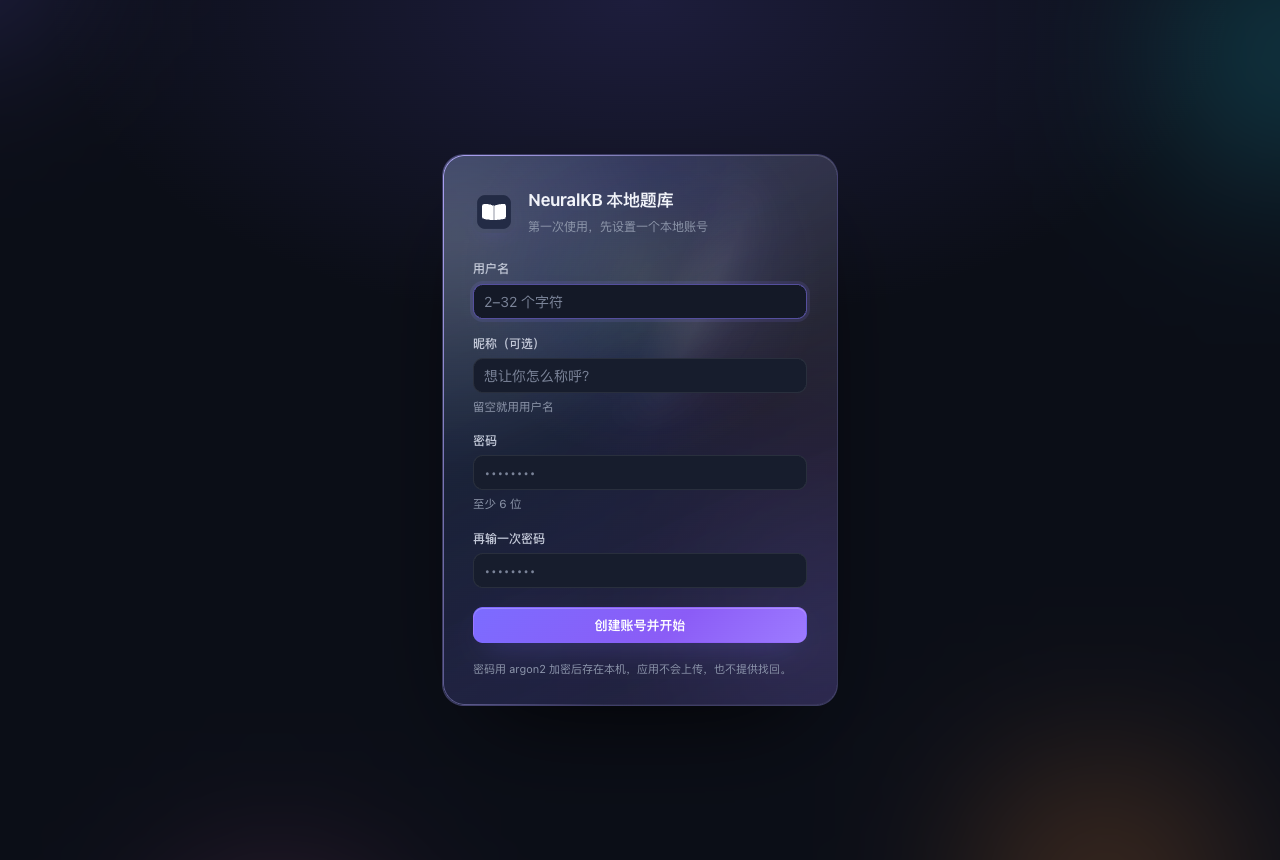 NeuralKB 本地题库
第一次使用，先设置一个本地账号
用户名
2–32 个字符
昵称（可选）
想让你怎么称呼？
留空就用用户名
密码
••••••••
至少 6 位
再输一次密码
••••••••
创建账号并开始
密码用 argon2 加密后存在本机，应用不会上传，也不提供找回。